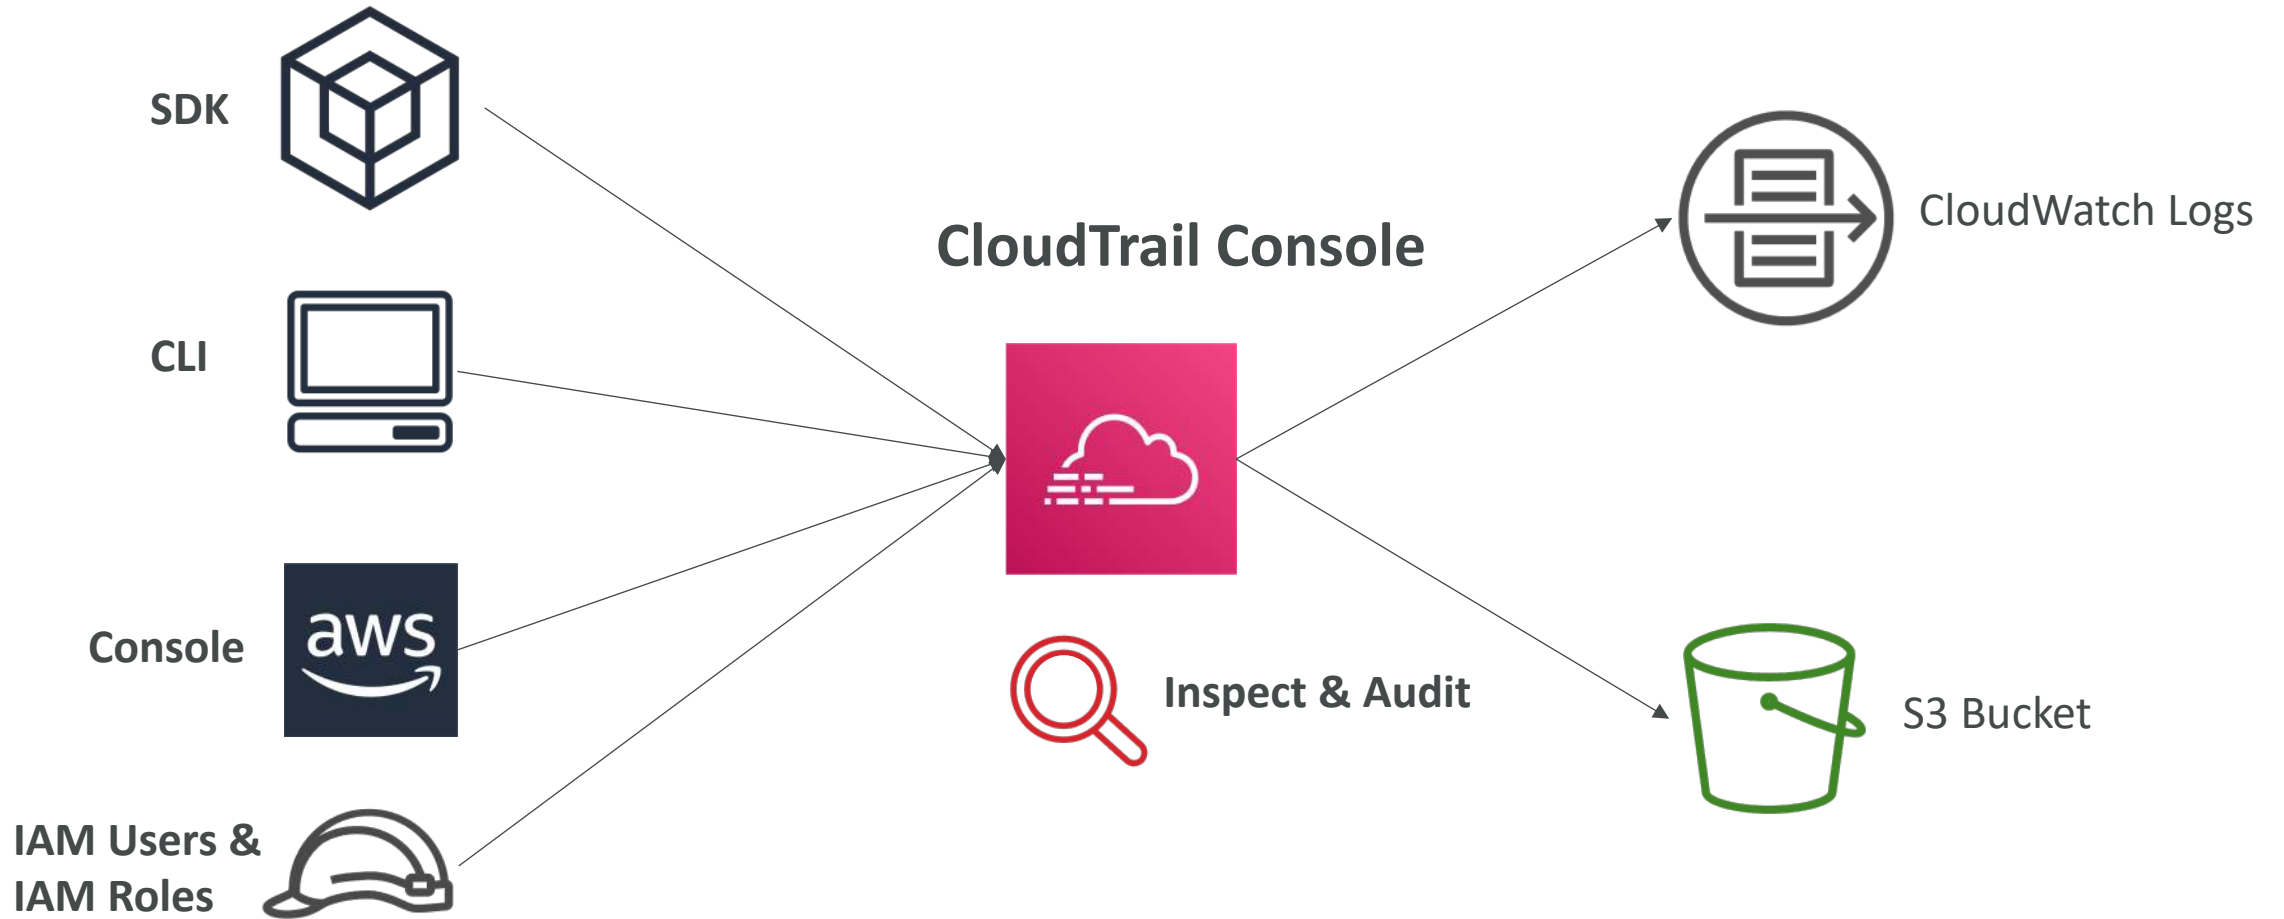 SDK
CLI
Console
aws
IAM Users &
IAM Roles
CloudTrail Console
Inspect & Audit
CloudWatch Logs
S3 Bucket